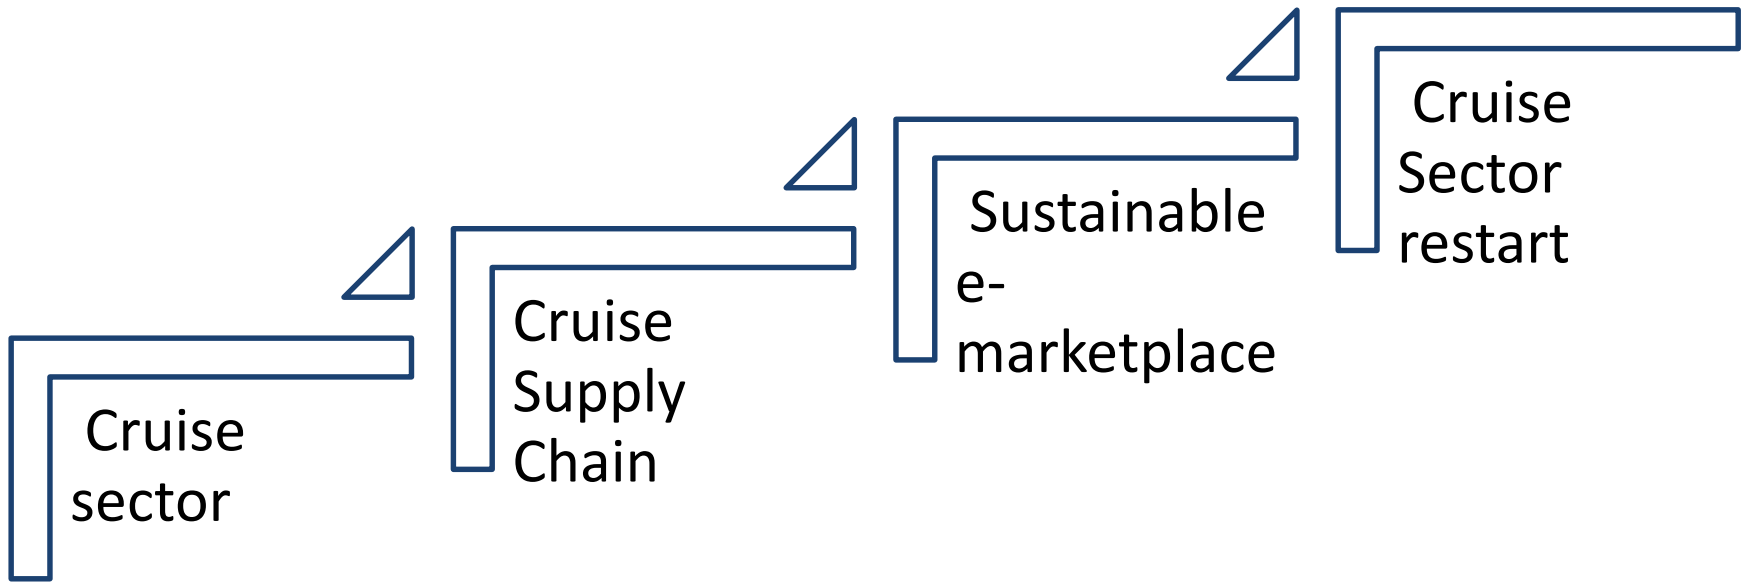 Cruise
sector
Cruise
Supply
Chain
Sustainable
e-
marketplace
Cruise
Sector
restart